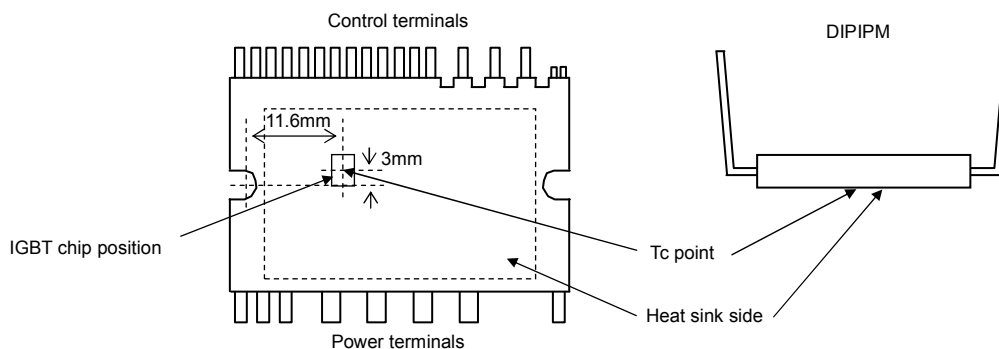 Control terminals
DIPIPM
11.6mm
3mm
IGBT chip position
Tc point
Heat sink side
Power terminals